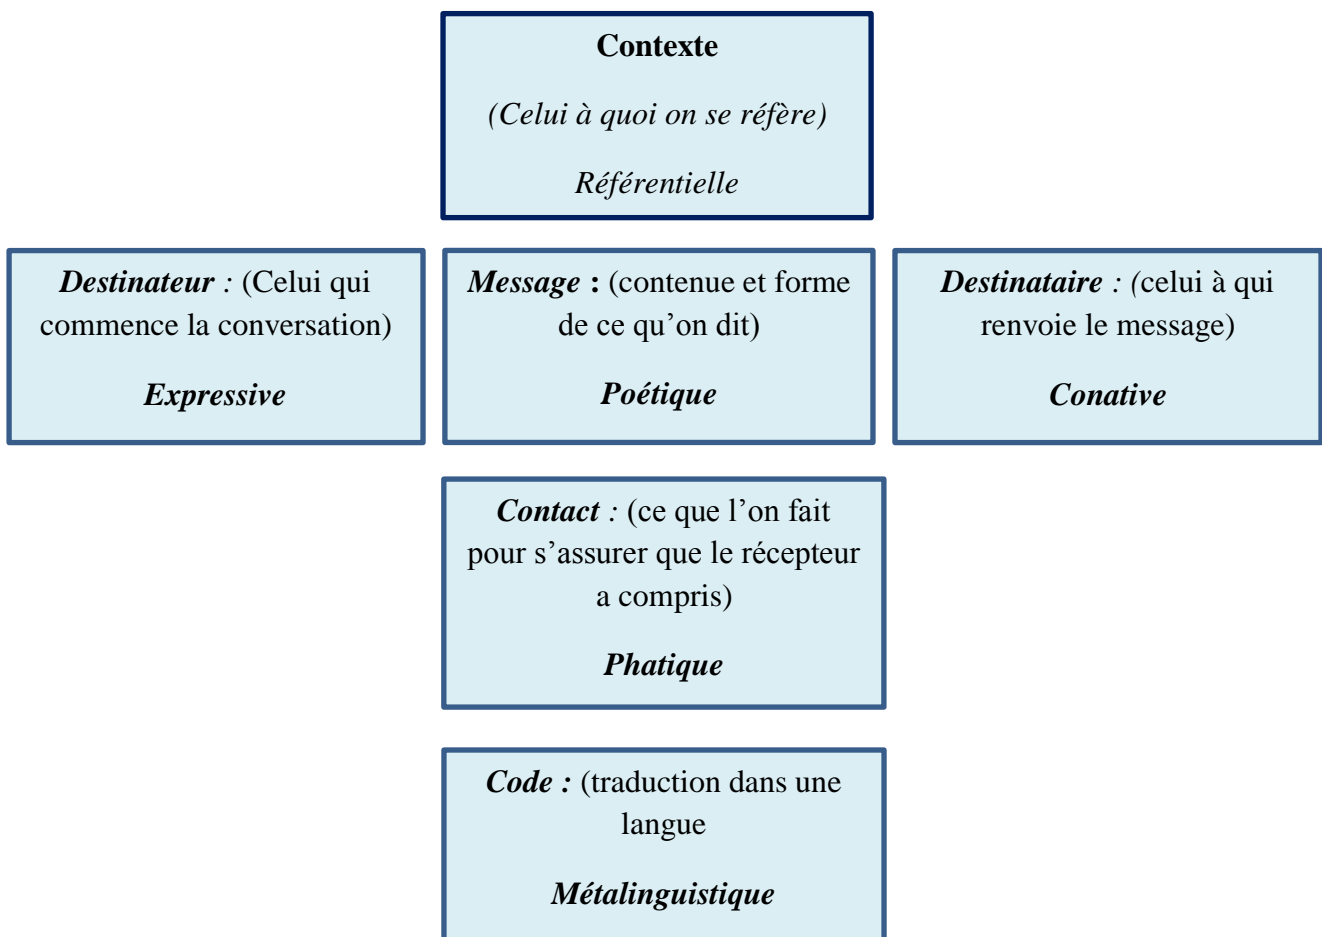 Contexte
(Celui à quoi on se réfère)
Référentielle
Destinateur : (Celui qui
commence la conversation)
Expressive
Message : (contenue et forme
de ce qu’on dit)
Poétique
Destinataire : (celui à qui
renvoie le message)
Conative
Contact : (ce que l’on fait
pour s’assurer que le récepteur
a compris)
Phatique
Code : (traduction dans une
langue
Métalinguistique